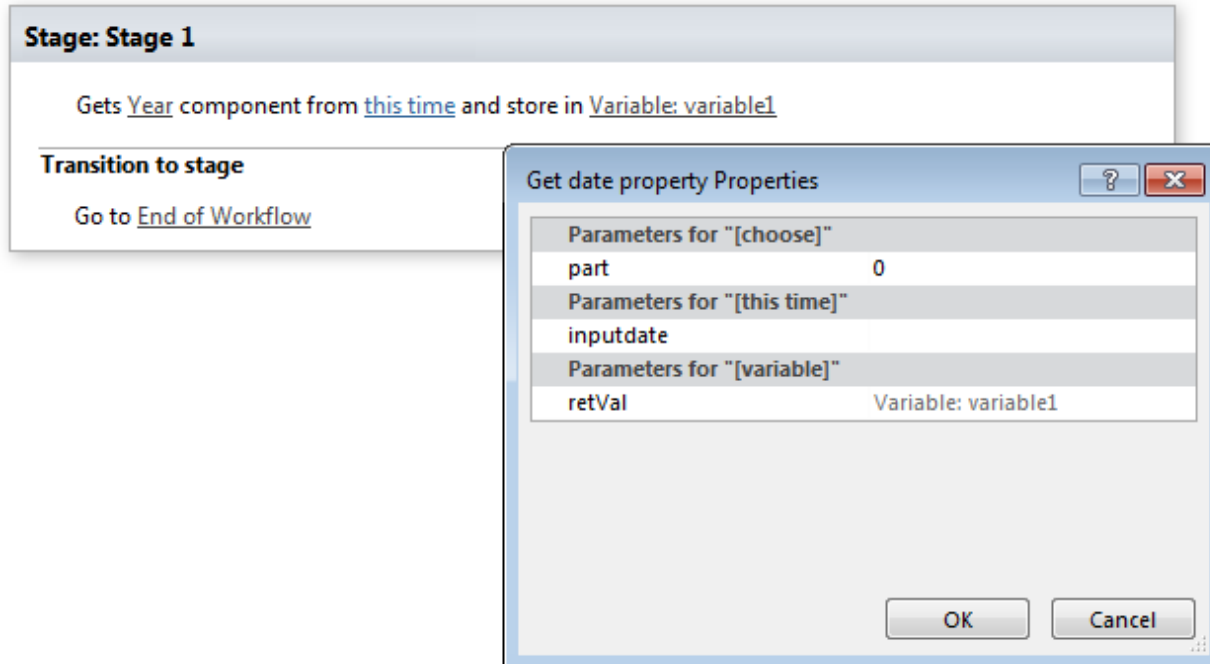 Stage: Stage 1
Gets Year component from this time and store in Variable: variable1
Transition to stage
Go to End of Workflow
Get date property Properties
?
Parameters for "[choose]"
part 0
Parameters for "[this time]"
inputdate
Parameters for "[variable]"
retVal Variable: variable1
OK Cancel